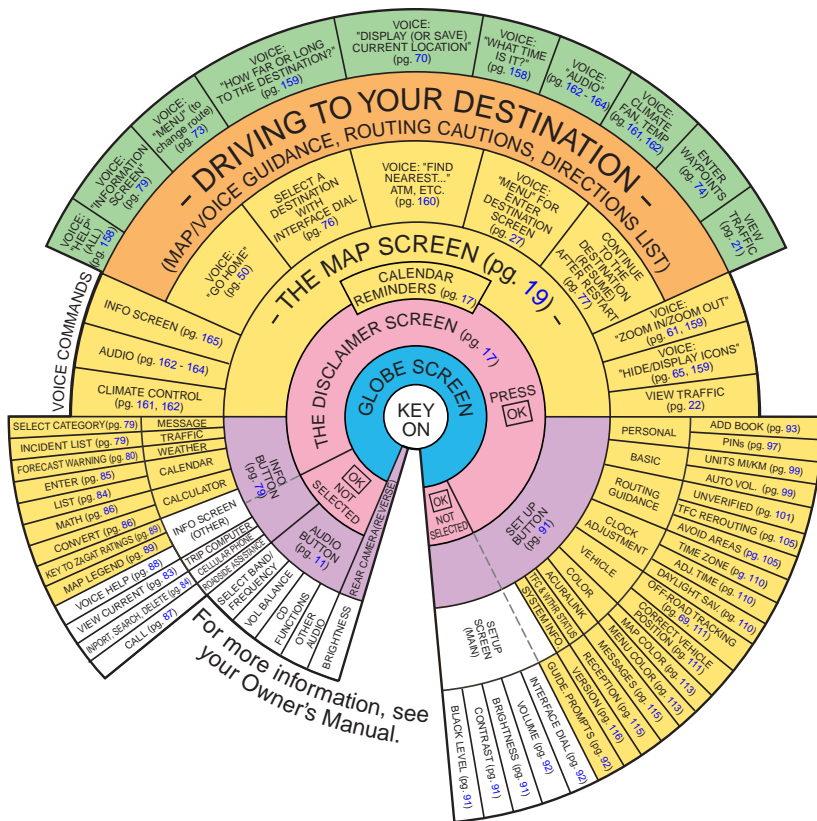 VOICE:
"HELP"
(ALL)
(pg. 158)
VOICE:
"INFORMATION
SCREEN"
(pg. 79)
VOICE:
"MENU" (to
change route)
(pg. 73)
VOICE:
"HOW FAR OR LONG
TO THE DESTINATION?"
(pg. 159)
VOICE:
"DISPLAY (OR SAVE)
CURRENT LOCATION"
(pg. 70)
VOICE:
"WHAT TIME
IS IT?"
(pg. 158)
VOICE:
"AUDIO"
(pg. 162 - 164)
VOICE:
CLIMATE
FAN, TEMP
(pg. 161, 162)
ENTER
WAYPOINTS
(pg. 74)
VIEW
TRAFFIC
(pg. 21)
- DRIVING TO YOUR DESTINATION -
(MAP/VOICE GUIDANCE, ROUTING CAUTIONS, DIRECTIONS LIST)
VOICE:
"GO HOME"
(pg. 50)
SELECT A
DESTINATION
WITH
INTERFACE DIAL
(pg. 76)
VOICE: "FIND
NEAREST..."
ATM, ETC.
(pg. 160)
VOICE:
"MENU" FOR
ENTER
DESTINATION
SCREEN
(pg. 27)
CONTINUE
TO THE
DESTINATION
(RESUME)
AFTER RESTART
(pg. 77)
- THE MAP SCREEN (pg. 19) -
CALENDAR
REMINDERS (pg. 17)
VOICE COMMANDS
INFO SCREEN (pg. 165)
AUDIO (pg. 162 - 164)
CLIMATE CONTROL
(pg. 161, 162)
VOICE:
"ZOOM IN/ZOOM OUT"
(pg. 61, 159)
VOICE:
"HIDE/DISPLAY ICONS"
(pg. 65, 159)
VIEW TRAFFIC
(pg. 22)
THE DISCLAIMER SCREEN (pg. 17)
PRESS
OK
GLOBE SCREEN
KEY
ON
OK
NOT
SELECTED
OK
NOT
SELECTED
INFO
BUTTON
(pg. 79)
AUDIO
BUTTON
(pg. 11)
REAR CAMERA(REVERSE)
SET UP
BUTTON
(pg. 91)
SELECT CATEGORY(pg. 79)
INCIDENT LIST (pg. 79)
FORECAST WARNING (pg. 80)
ENTER (pg. 85)
LIST (pg. 84)
MATH (pg. 86)
CONVERT (pg. 86)
KEY TO ZAGAT RATINGS (pg. 89)
MAP LEGEND (pg. 89)
VOICE HELP (pg. 88)
VIEW CURRENT (pg. 83)
INPORT, SEARCH, DELETE (pg. 84)
CALL (pg. 87)
MESSAGE
TRAFFIC
WEATHER
CALENDAR
CALCULATOR
INFO SCREEN
(OTHER)
TRIP COMPUTER
CELLULAR PHONE
ROADSIDE ASSISTANCE
SELECT BAND/
FREQUENCY
VOL BALANCE
CD
FUNCTIONS
OTHER
AUDIO
BRIGHTNESS
For more information, see
your Owner's Manual.
PERSONAL
BASIC
ROUTING
GUIDANCE
CLOCK
ADJUSTMENT
VEHICLE
COLOR
ACURALINK
TFC & WTHR STATUS
SYSTEM INFO
SETUP
SCREEN
(MAIN)
ADD BOOK (pg. 93)
PINs (pg. 97)
UNITS MI/KM (pg. 99)
AUTO VOL. (pg. 99)
UNVERIFIED (pg. 101)
TFC REROUTING (pg. 105)
AVOID AREAS (pg. 105)
TIME ZONE (pg. 110)
ADJ. TIME (pg. 110)
DAYLIGHT SAV. (pg. 110)
OFF-ROAD TRACKING
(pg. 69, 111)
CORRECT VEHICLE
POSITION (pg. 111)
MAP COLOR (pg. 113)
MENU COLOR (pg. 113)
MESSAGES (pg. 115)
RECEPTION (pg. 115)
VERSION (pg. 116)
GUIDE. PROMPTS (pg. 92)
INTERFACE DIAL (pg. 92)
VOLUME (pg. 92)
BRIGHTNESS (pg. 91)
CONTRAST (pg. 91)
BLACK LEVEL (pg. 91)